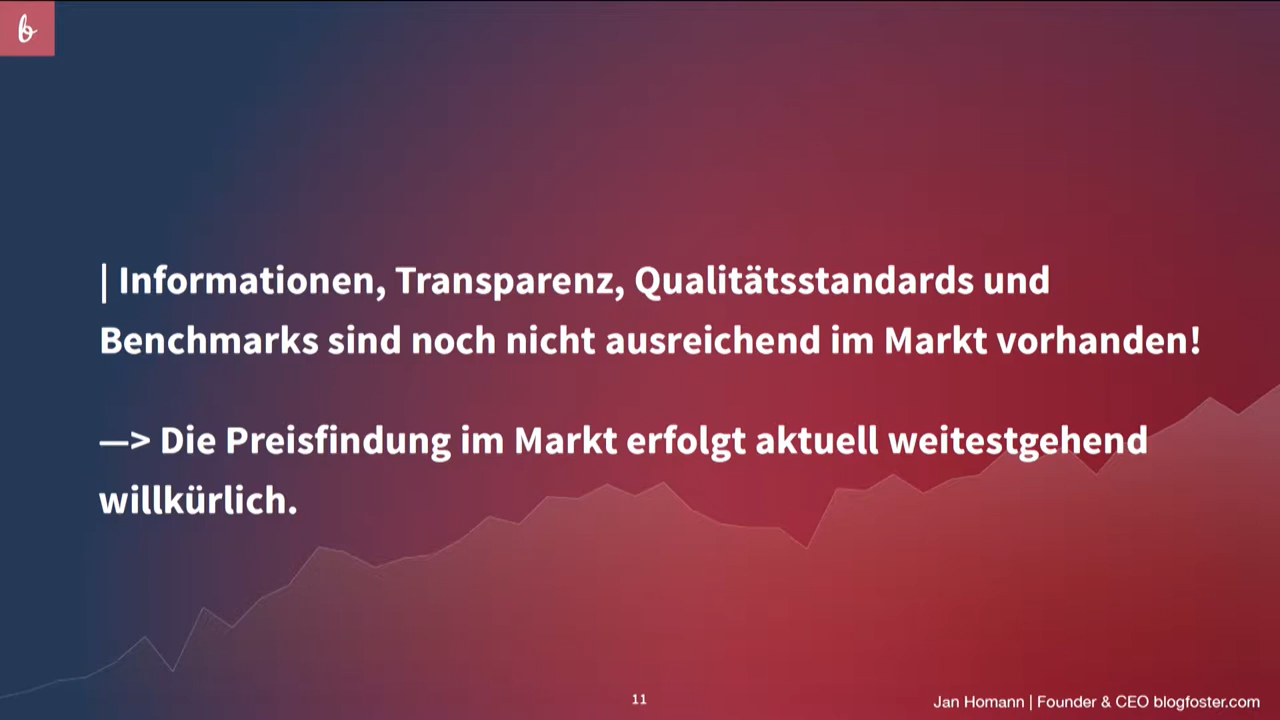 b
| Informationen, Transparenz, Qualitätsstandards und
Benchmarks sind noch nicht ausreichend im Markt vorhanden!
—> Die Preisfindung im Markt erfolgt aktuell weitestgehend
willkürlich.
11
Jan Homann | Founder & CEO blogfoster.com